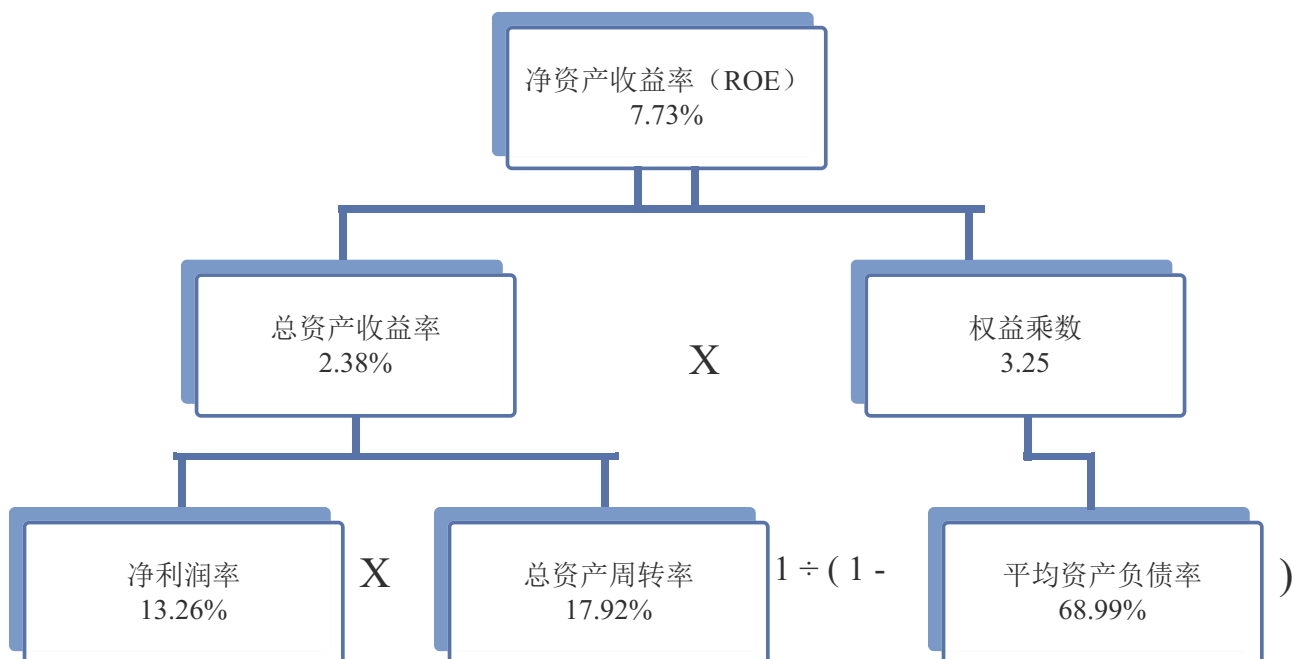 净资产收益率（ROE）
7.73%
总资产收益率
2.38%
X
权益乘数
3.25
净利润率
13.26%
X
总资产周转率
17.92%
1 ÷ ( 1 -
平均资产负债率
68.99%
)